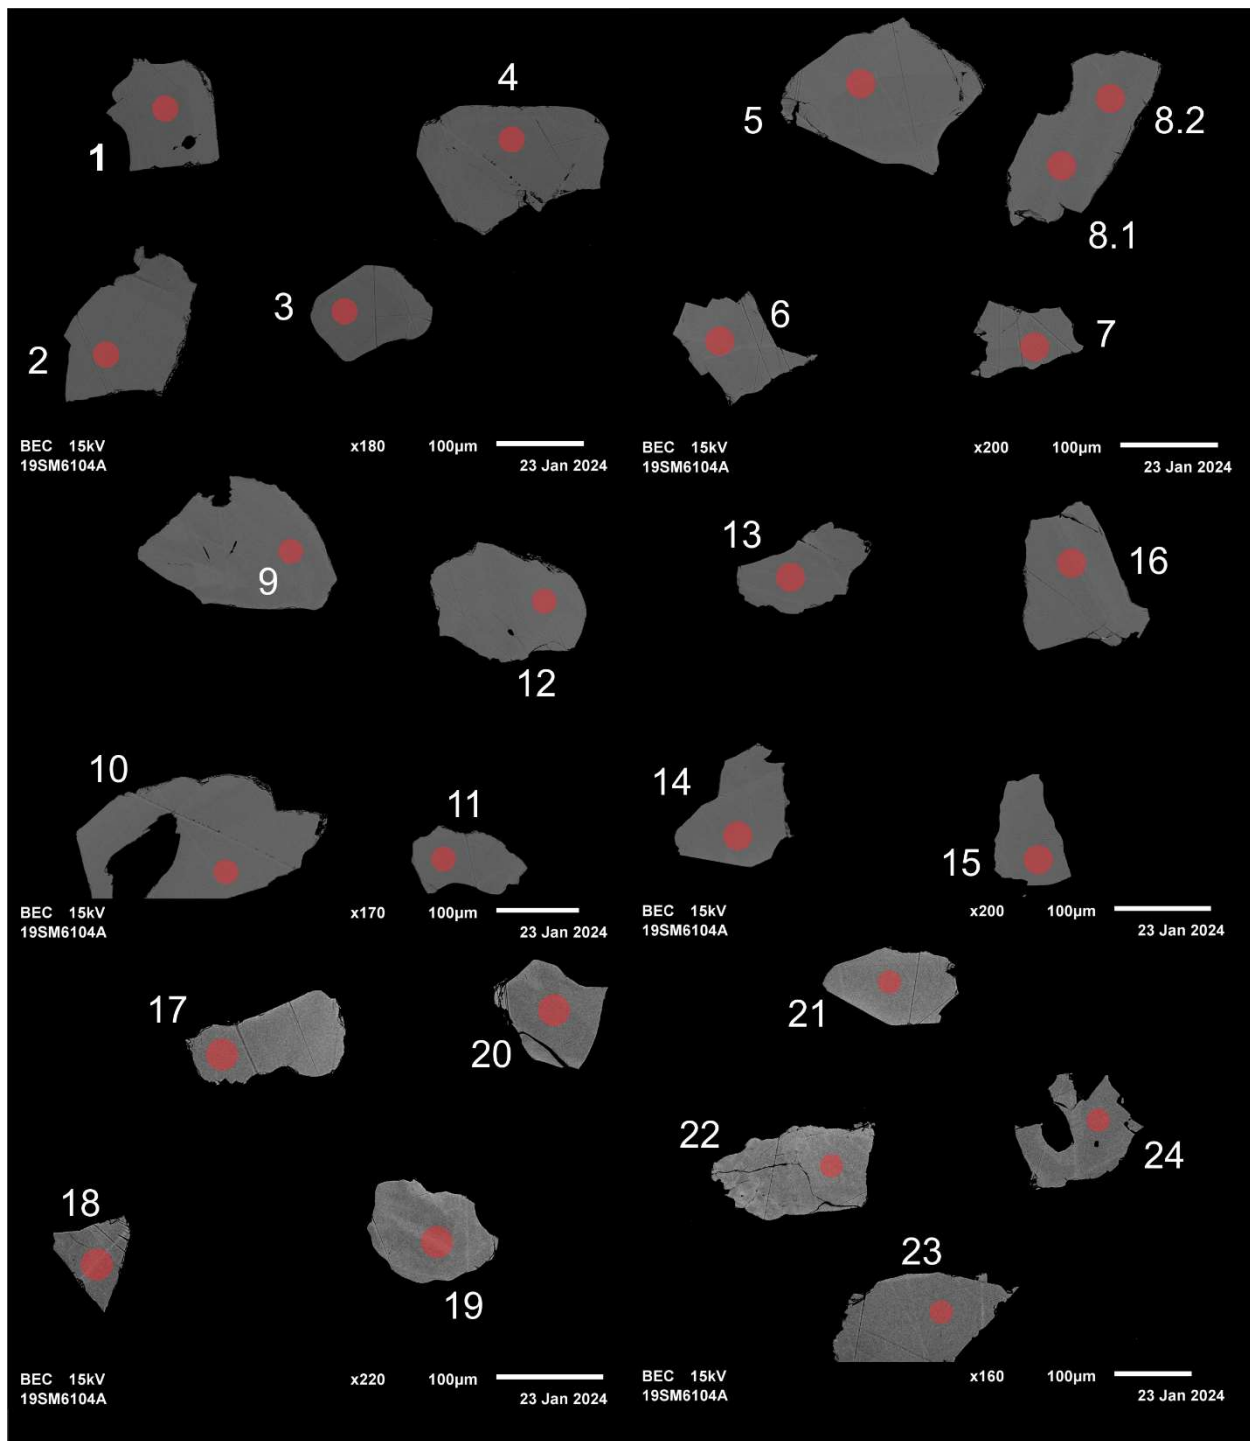 1
4
2
3
BEC 15kV x180 100µm
19SM6104A 23 Jan 2024
5
8.2
8.1
6
7
BEC 15kV x200 100µm
19SM6104A 23 Jan 2024
9
12
10
11
BEC 15kV x170 100µm
19SM6104A 23 Jan 2024
13
16
14
15
BEC 15kV x200 100µm
19SM6104A 23 Jan 2024
17
20
18
19
BEC 15kV x220 100µm
19SM6104A 23 Jan 2024
21
22
24
23
BEC 15kV x160 100µm
19SM6104A 23 Jan 2024